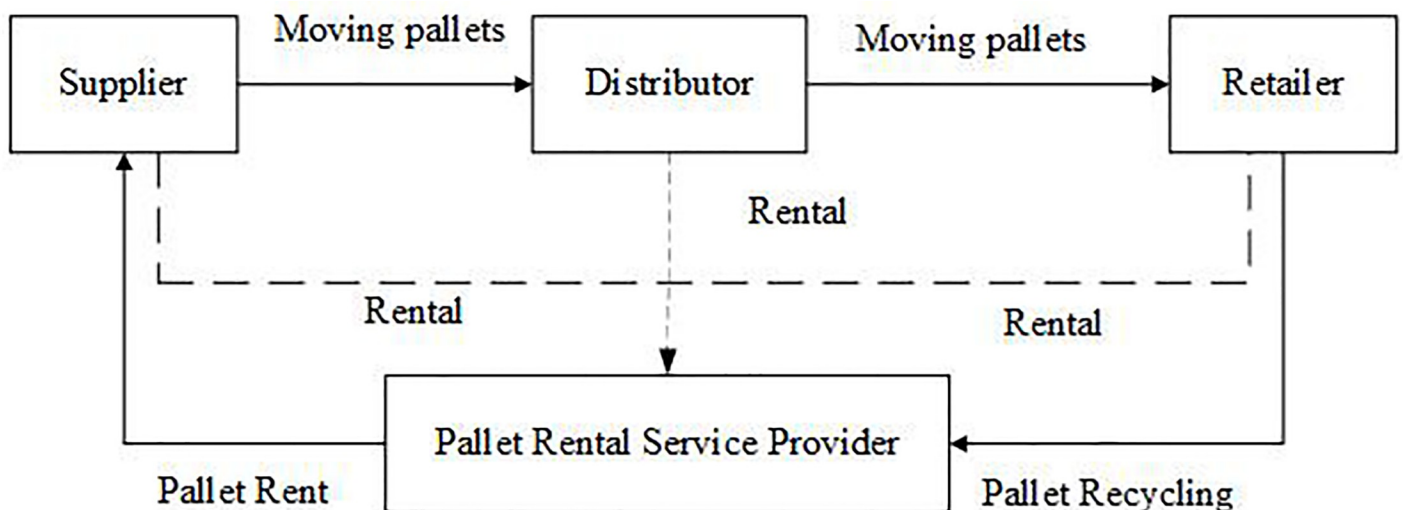 Moving pallets
Moving pallets
Supplier
Distributor
Retailer
Rental
Rental
Rental
Pallet Rental Service Provider
Pallet Rent
Pallet Recycling